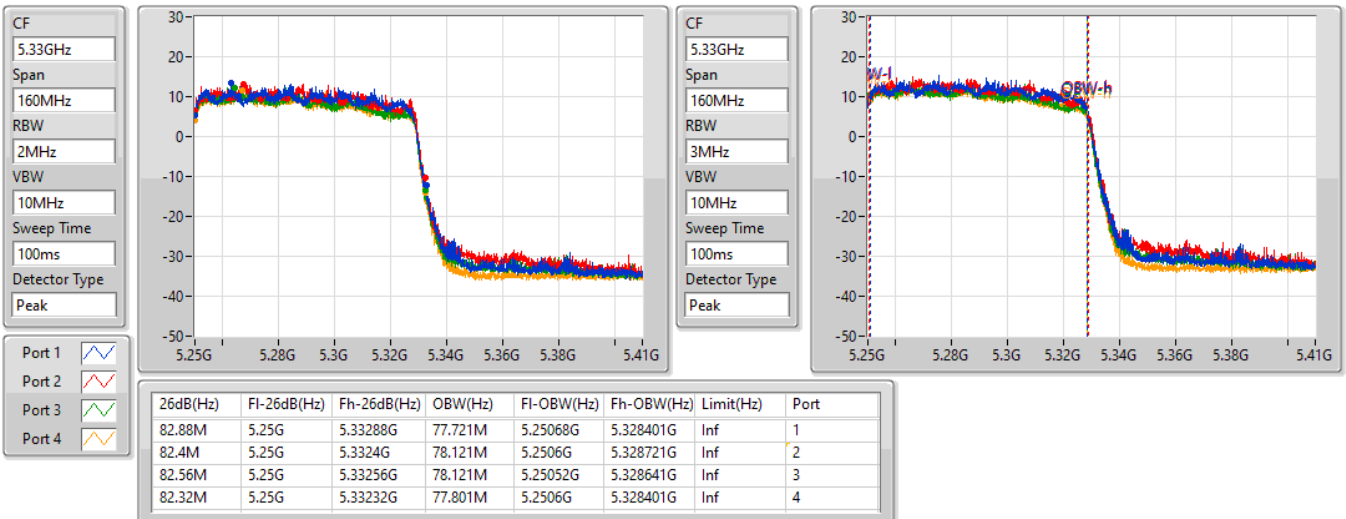 CF
5.33GHz
Span
160MHz
RBW
2MHz
VBW
10MHz
Sweep Time
100ms
Detector Type
Peak
30
20
10
0
-10
-20
-30
-40
-50
5.25G 5.28G 5.3G 5.32G 5.34G 5.36G 5.38G 5.41G
CF
5.33GHz
Span
160MHz
RBW
3MHz
VBW
10MHz
Sweep Time
100ms
Detector Type
Peak
30
20
10
0
-10
-20
-30
-40
-50
W-l
OBW-h
5.25G 5.28G 5.3G 5.32G 5.34G 5.36G 5.38G 5.41G
Port 1
Port 2
Port 3
Port 4
26dB(Hz) Fl-26dB(Hz) Fh-26dB(Hz) OBW(Hz) Fl-OBW(Hz) Fh-OBW(Hz) Limit(Hz) Port
82.88M 5.25G 5.33288G 77.721M 5.25068G 5.328401G Inf 1
82.4M 5.25G 5.3324G 78.121M 5.2506G 5.328721G Inf 2
82.56M 5.25G 5.33256G 78.121M 5.25052G 5.328641G Inf 3
82.32M 5.25G 5.33232G 77.801M 5.2506G 5.328401G Inf 4